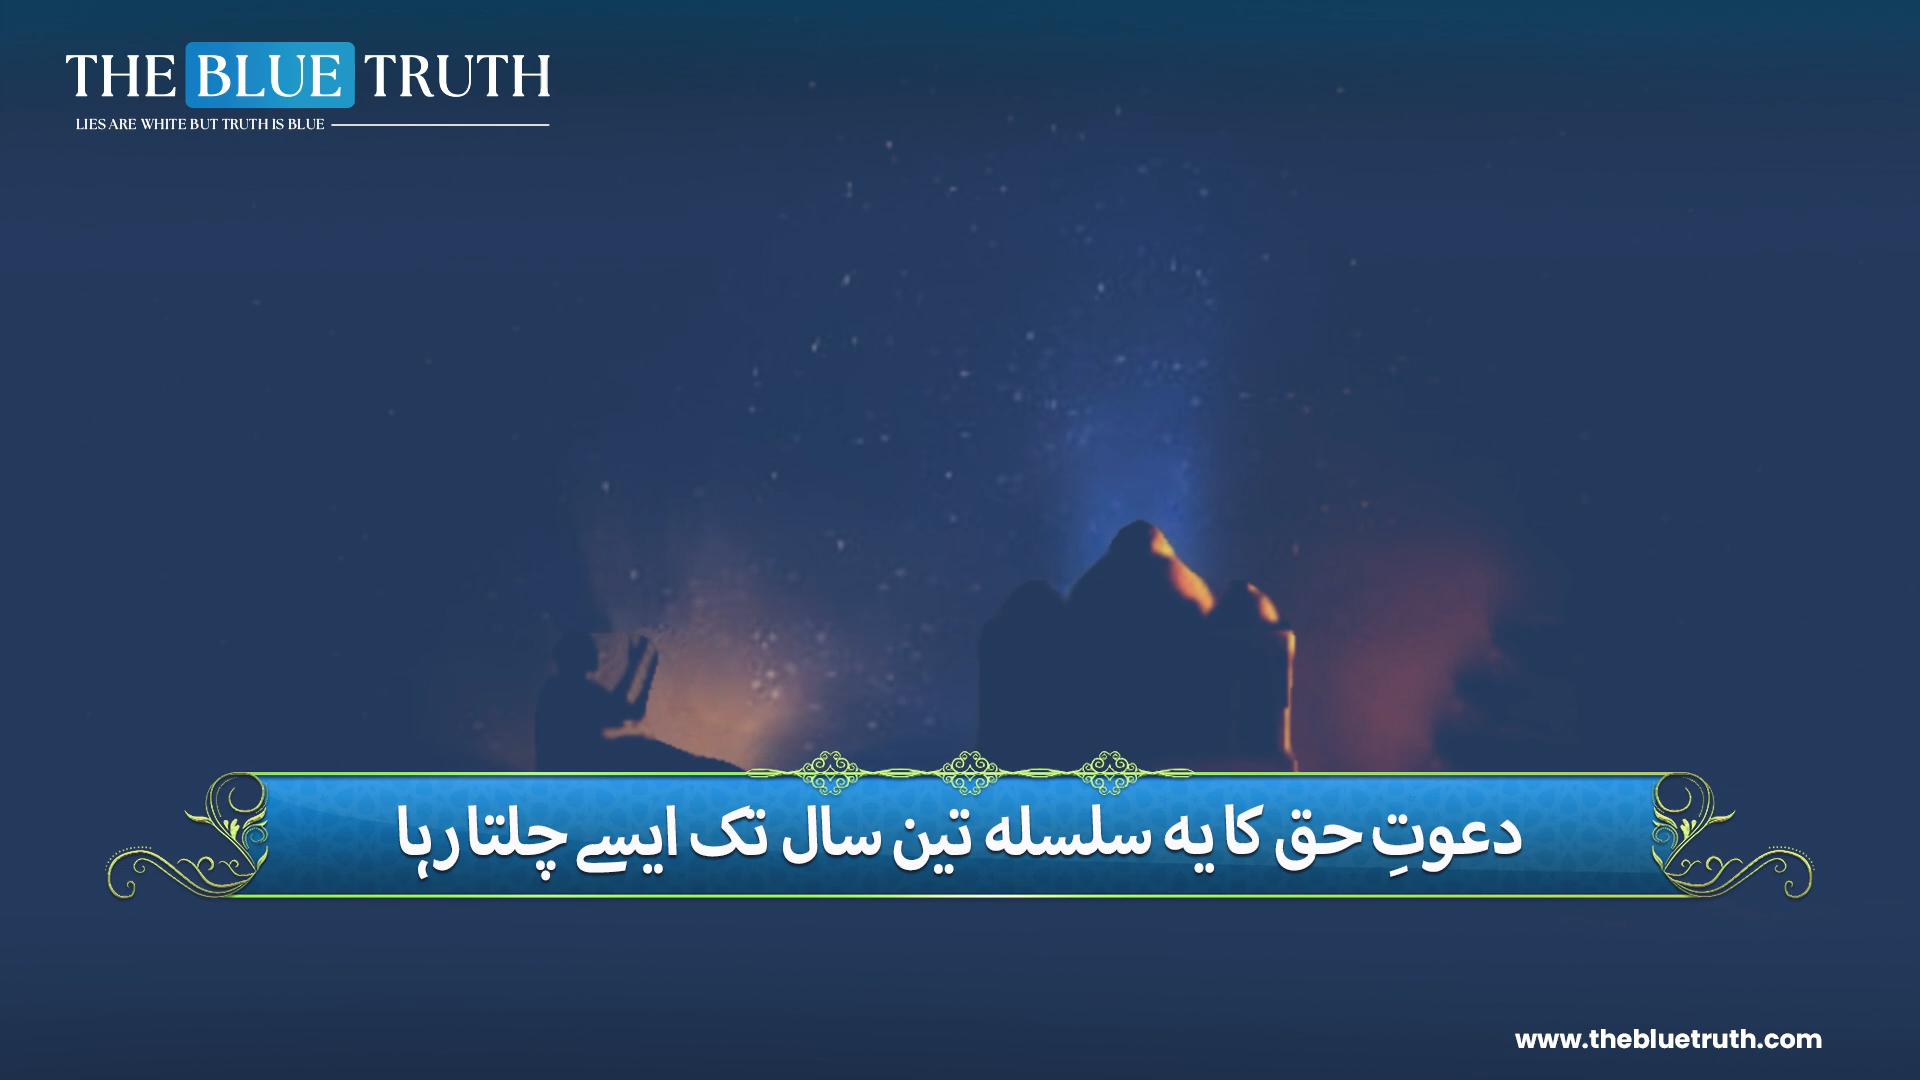 THE BLUE TRUTH
LIES ARE WHITE BUT TRUTH IS BLUE
دعوتِ حق کا یہ سلسلہ تین سال تک ایسے چلتا رہا
www.thebluetruth.com